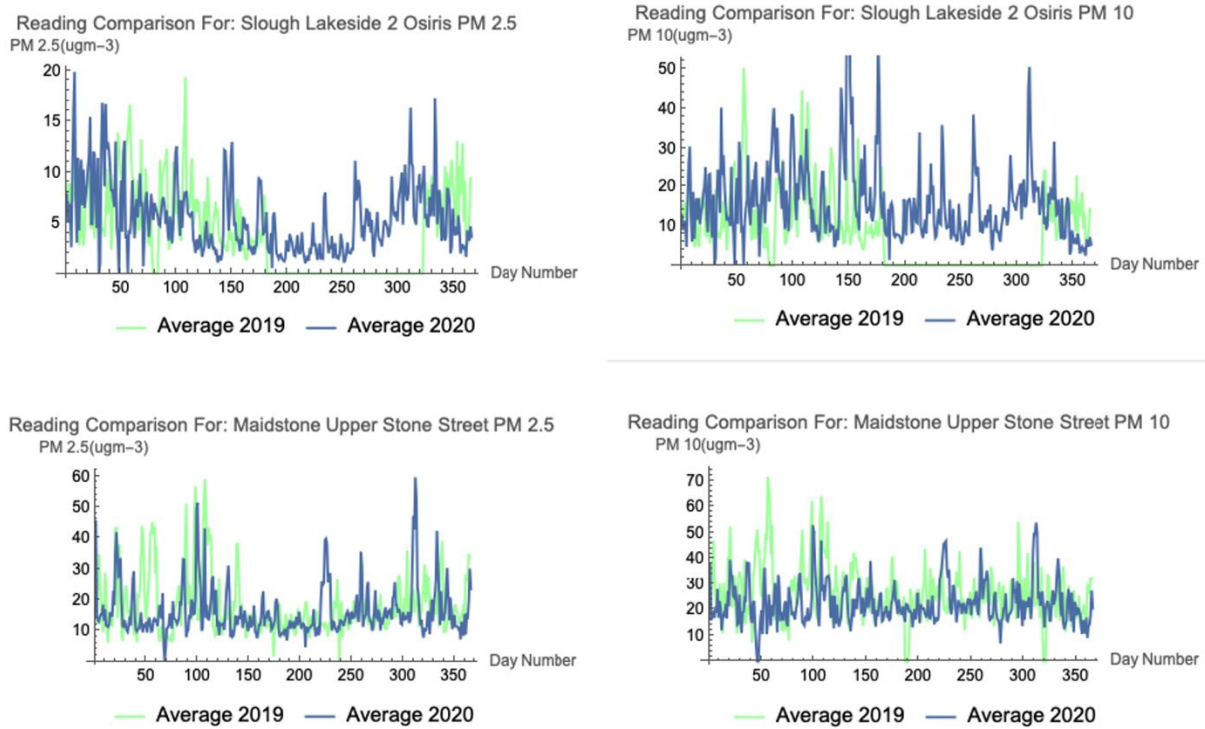 Reading Comparison For: Slough Lakeside 2 Osiris PM 2.5
PM 2.5(ugm-3)
20
15
10
5
50 100 150 200 250 300 350
Day Number
Average 2019 Average 2020
Reading Comparison For: Slough Lakeside 2 Osiris PM 10
PM 10(ugm-3)
50
40
30
20
10
50 100 150 200 250 300 350
Day Number
Average 2019 Average 2020
Reading Comparison For: Maidstone Upper Stone Street PM 2.5
PM 2.5(ugm-3)
60
50
40
30
20
10
50 100 150 200 250 300 350
Day Number
Average 2019 Average 2020
Reading Comparison For: Maidstone Upper Stone Street PM 10
PM 10(ugm-3)
70
60
50
40
30
20
10
50 100 150 200 250 300 350
Day Number
Average 2019 Average 2020